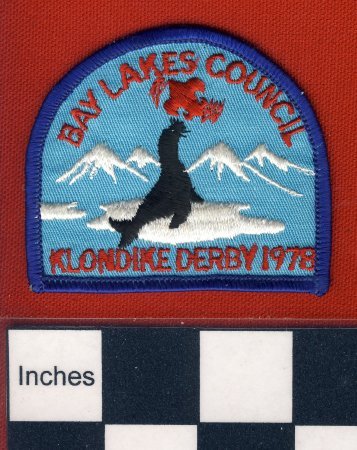 BAY LAKES COUNCIL
KLONDIKE DERBY 1978
Inches